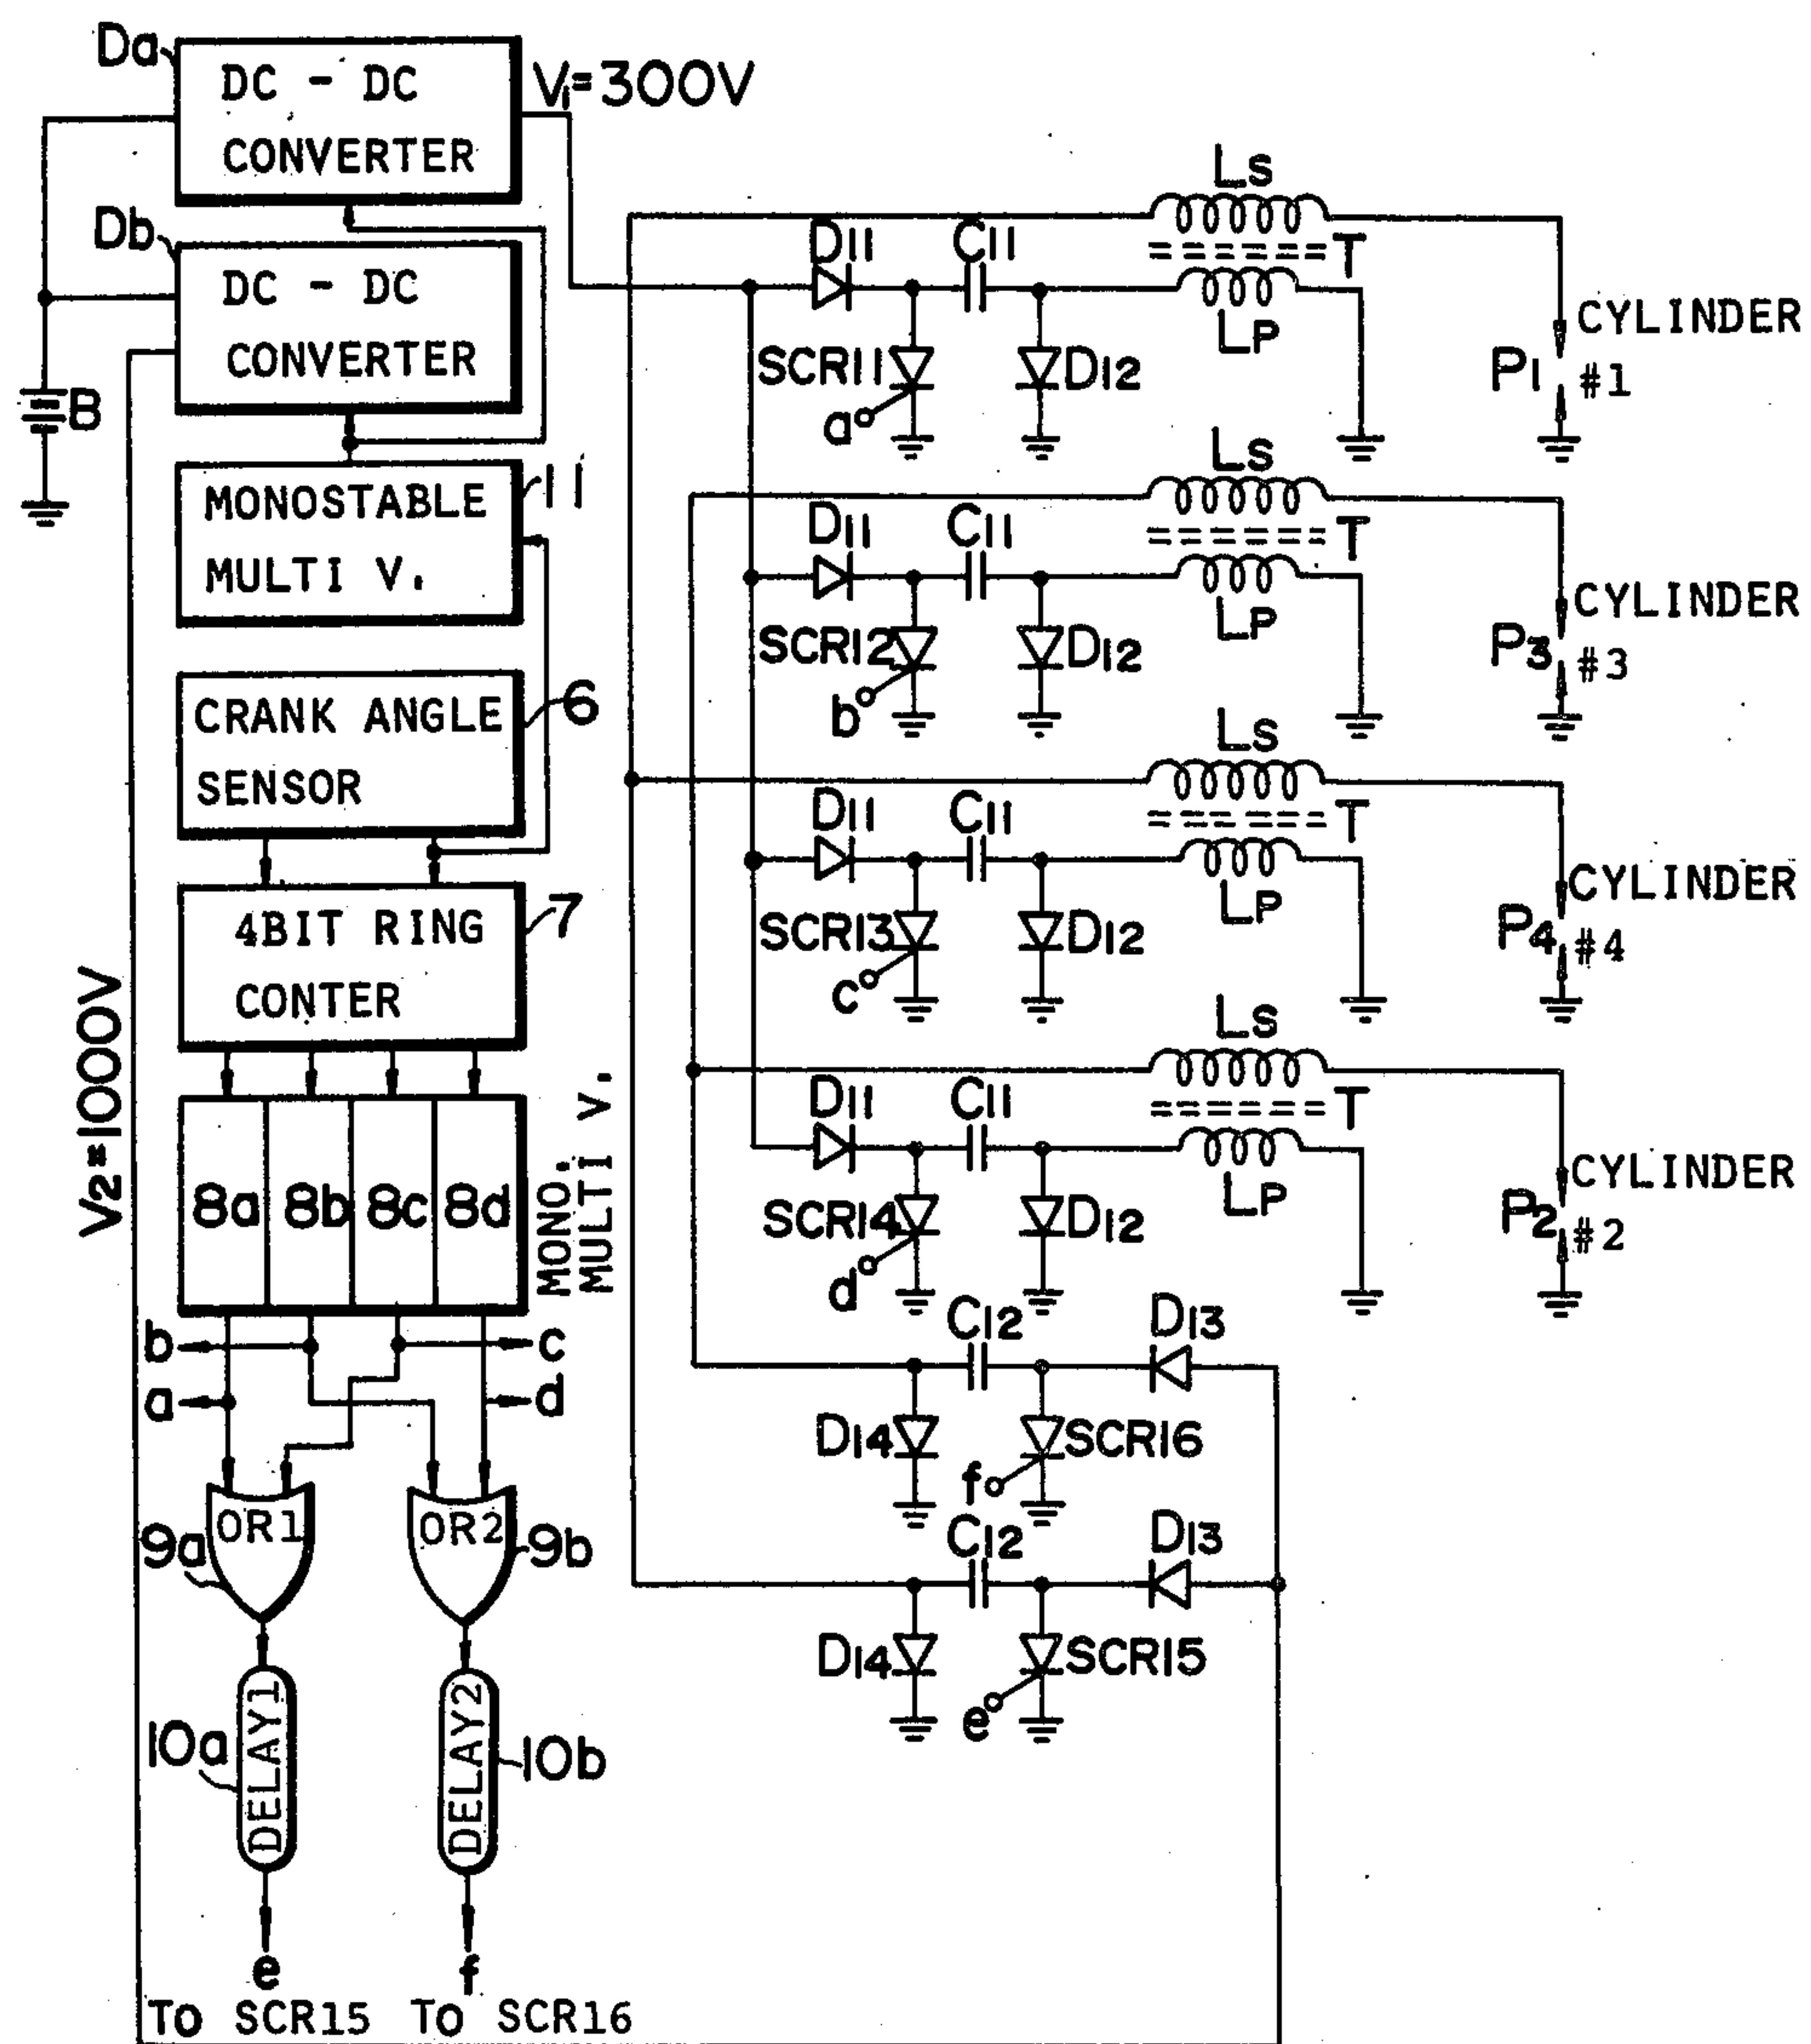 Da
DC - DC
CONVERTER
V1=300V
Db
DC - DC
CONVERTER
B
MONOSTABLE
MULTI V.
11
CRANK ANGLE
SENSOR
6
4BIT RING
CONTER
7
V2=1000V
8a 8b 8c 8d
MONO.
MULTI V.
b
c
a
d
OR1
OR2
9a
9b
DELAY1
DELAY2
10a
10b
e
f
TO SCR15
TO SCR16
Ls
D11
C11
T
LP
SCR11
D12
a
P1
CYLINDER
#1
Ls
D11
C11
T
LP
SCR12
D12
b
P3
CYLINDER
#3
Ls
D11
C11
T
LP
SCR13
D12
c
P4
CYLINDER
#4
Ls
D11
C11
T
LP
SCR14
D12
d
P2
CYLINDER
#2
C12
D13
D14
SCR16
f
C12
D13
D14
SCR15
e